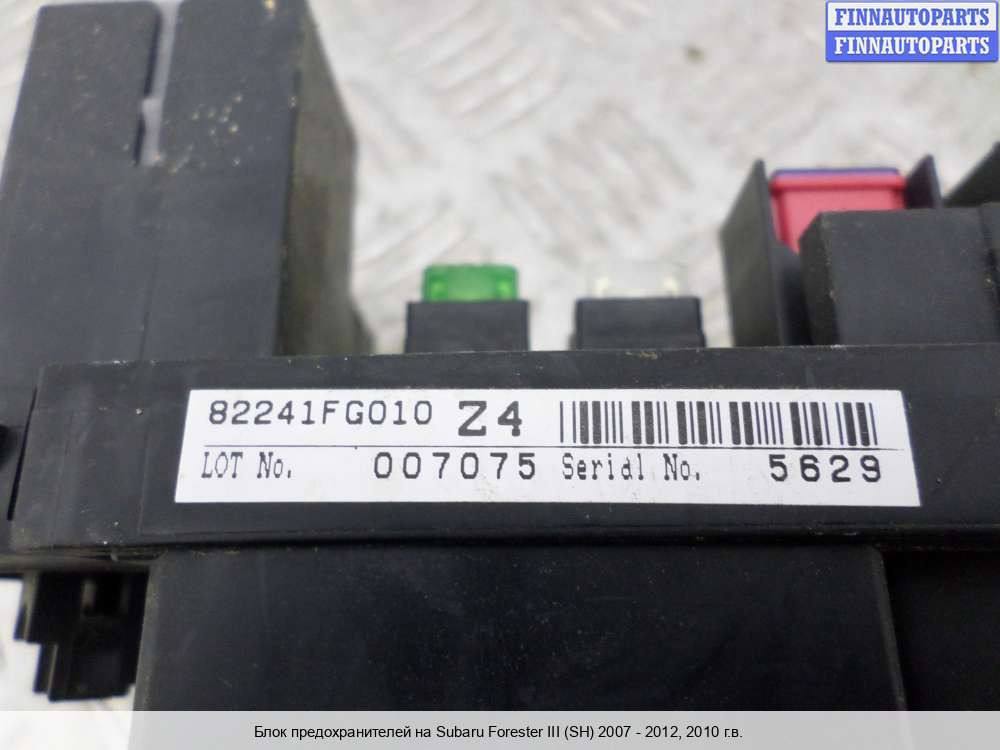 FINNAUTOPARTS
FINNAUTOPARTS
82241FG010 Z4
LOT No. 007075 Serial No. 5629
Блок предохранителей на Subaru Forester III (SH) 2007 - 2012, 2010 г.в.